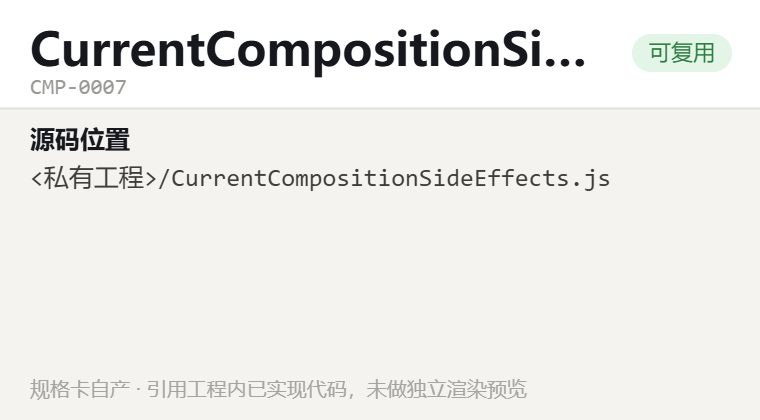 CurrentCompositionSi...
可复用
CMP-0007
源码位置
<私有工程>/CurrentCompositionSideEffects.js
规格卡自产 · 引用工程内已实现代码，未做独立渲染预览